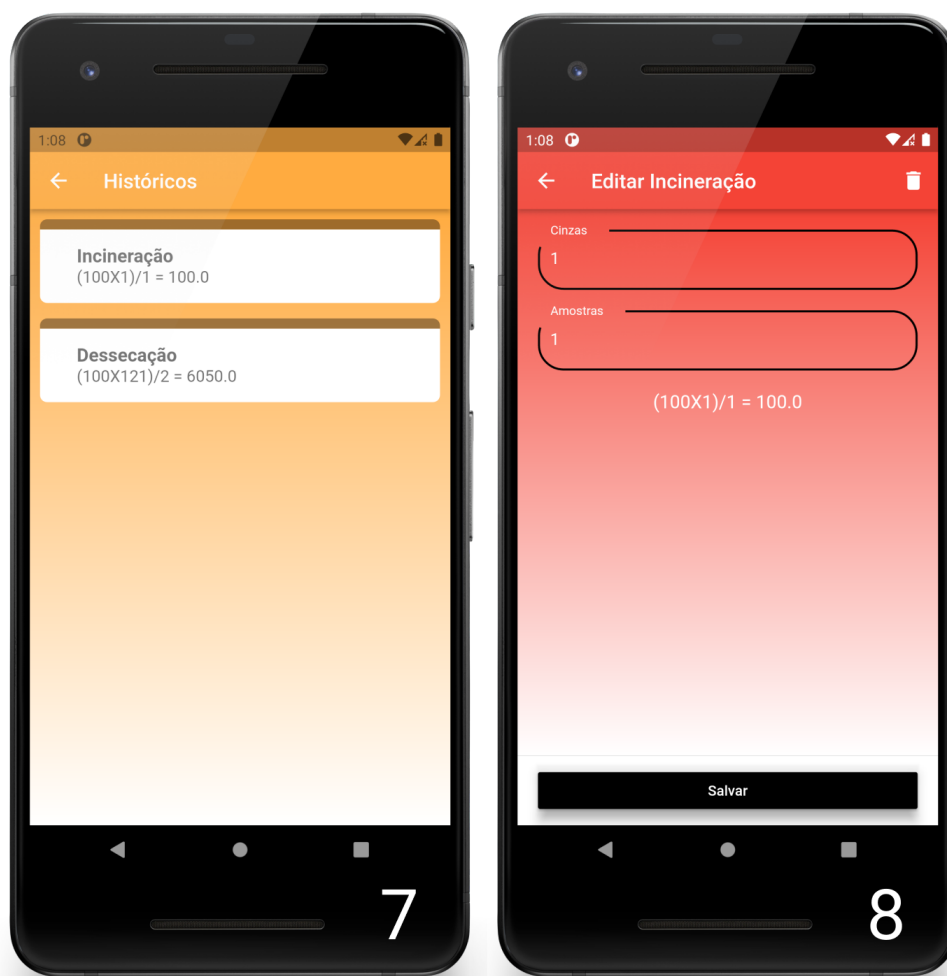 1:08
Históricos
Incineração
(100X1)/1 = 100.0
Dessecação
(100X121)/2 = 6050.0
7
1:08
Editar Incineração
Cinzas
1
Amostras
1
(100X1)/1 = 100.0
Salvar
8